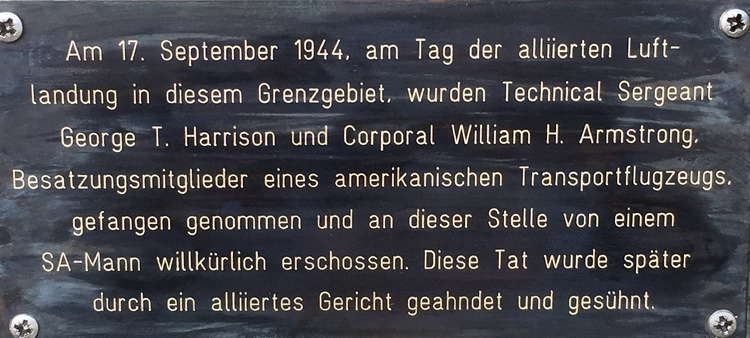 Am 17. September 1944, am Tag der alliierten Luft-
landung in diesem Grenzgebiet, wurden Technical Sergeant
George T. Harrison und Corporal William H. Armstrong,
Besatzungsmitglieder eines amerikanischen Transportflugzeugs,
gefangen genommen und an dieser Stelle von einem
SA-Mann willkürlich erschossen. Diese Tat wurde später
durch ein alliiertes Gericht geahndet und gesühnt.